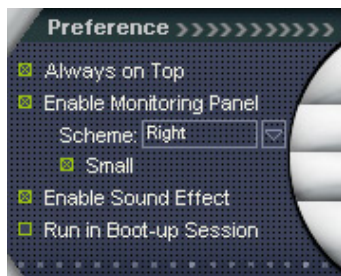 Preference >>>>>>>>>>>
Always on Top
Enable Monitoring Panel
Scheme: Right
Small
Enable Sound Effect
Run in Boot-up Session